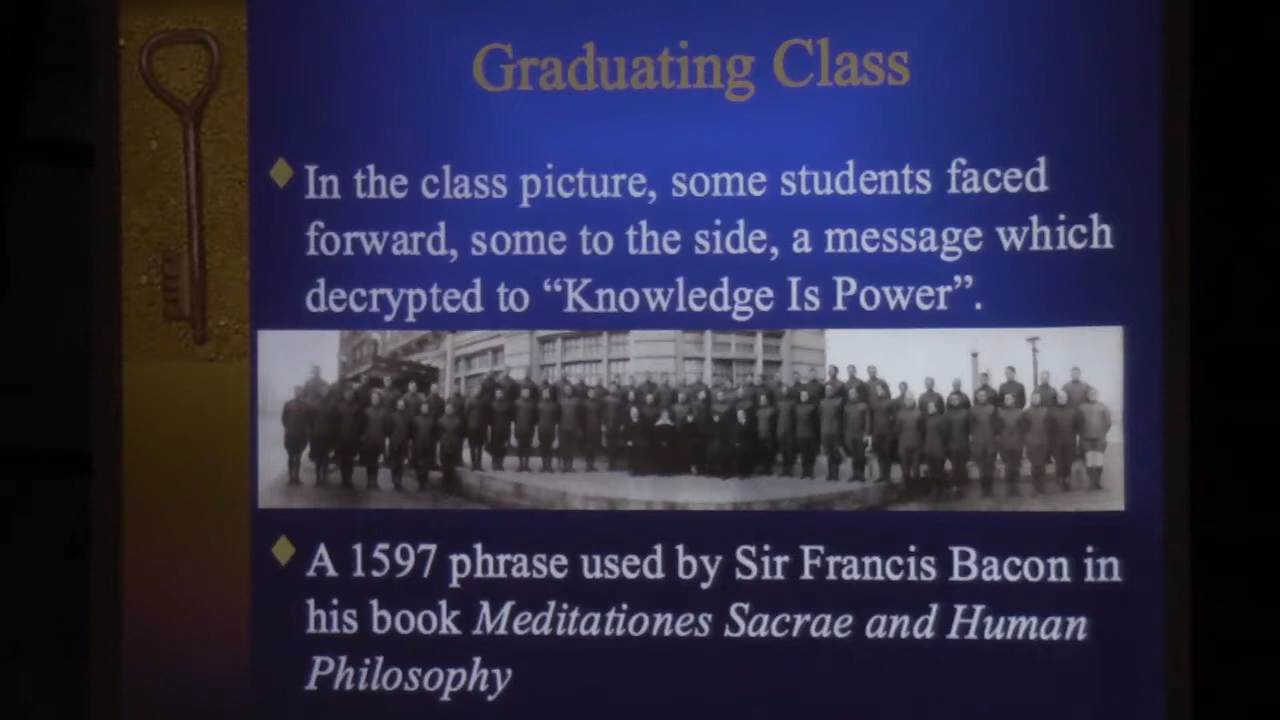 Graduating Class
In the class picture, some students faced
forward, some to the side, a message which
decrypted to “Knowledge Is Power”.
A 1597 phrase used by Sir Francis Bacon in
his book Meditationes Sacrae and Human
Philosophy